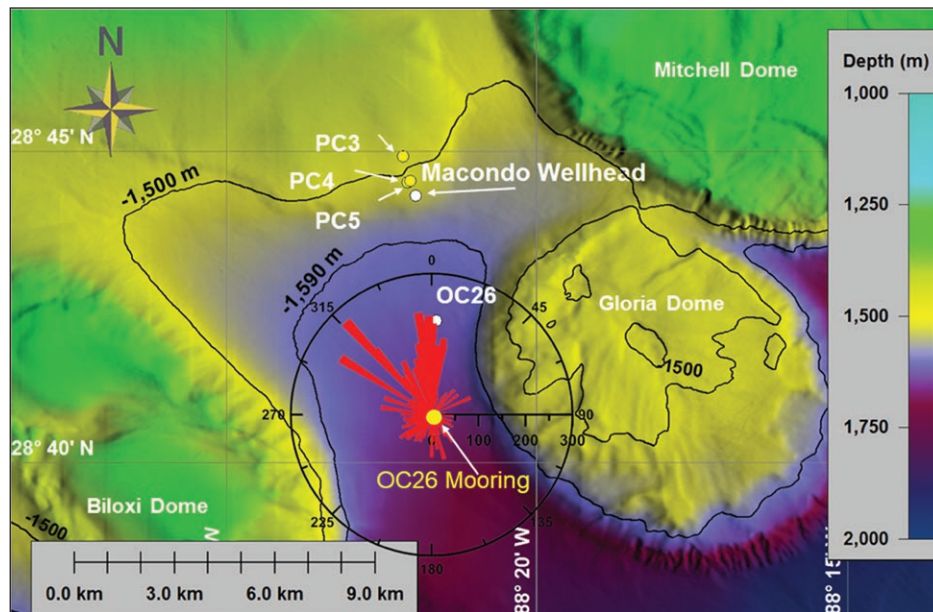 N
Mitchell Dome
Depth (m)
1,000
28° 45' N
PC3
-1,500 m
PC4
Macondo Wellhead
PC5
1,250
-1,590 m
0
OC26
315
45
Gloria Dome
1,500
-1500
270
0 100 200 300
90
28° 40' N
OC26 Mooring
1,750
Biloxi Dome
-1500
225
135
N
180
88° 20' W
88° 15' W
2,000
0.0 km 3.0 km 6.0 km 9.0 km